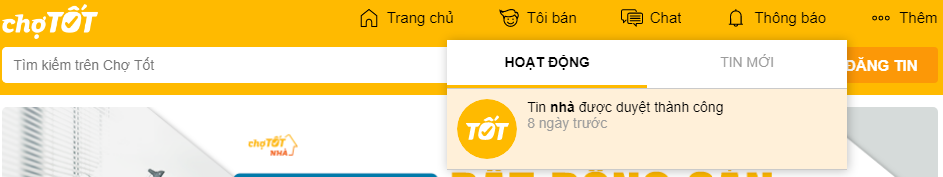 chợTỐT
Trang chủ
Tôi bán
Chat
Thông báo
Thêm
Tìm kiếm trên Chợ Tốt
ĐĂNG TIN
HOẠT ĐỘNG
TIN MỚI
TỐT
Tin nhà được duyệt thành công
8 ngày trước
chợTỐT
NHÀ